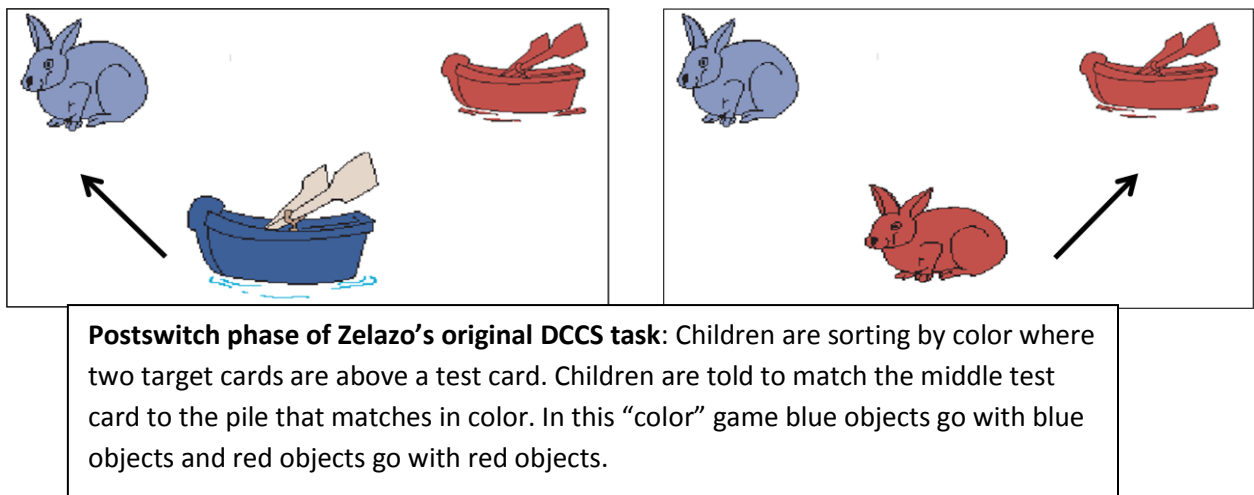 Postswitch phase of Zelazo’s original DCCS task: Children are sorting by color where
two target cards are above a test card. Children are told to match the middle test
card to the pile that matches in color. In this “color” game blue objects go with blue
objects and red objects go with red objects.